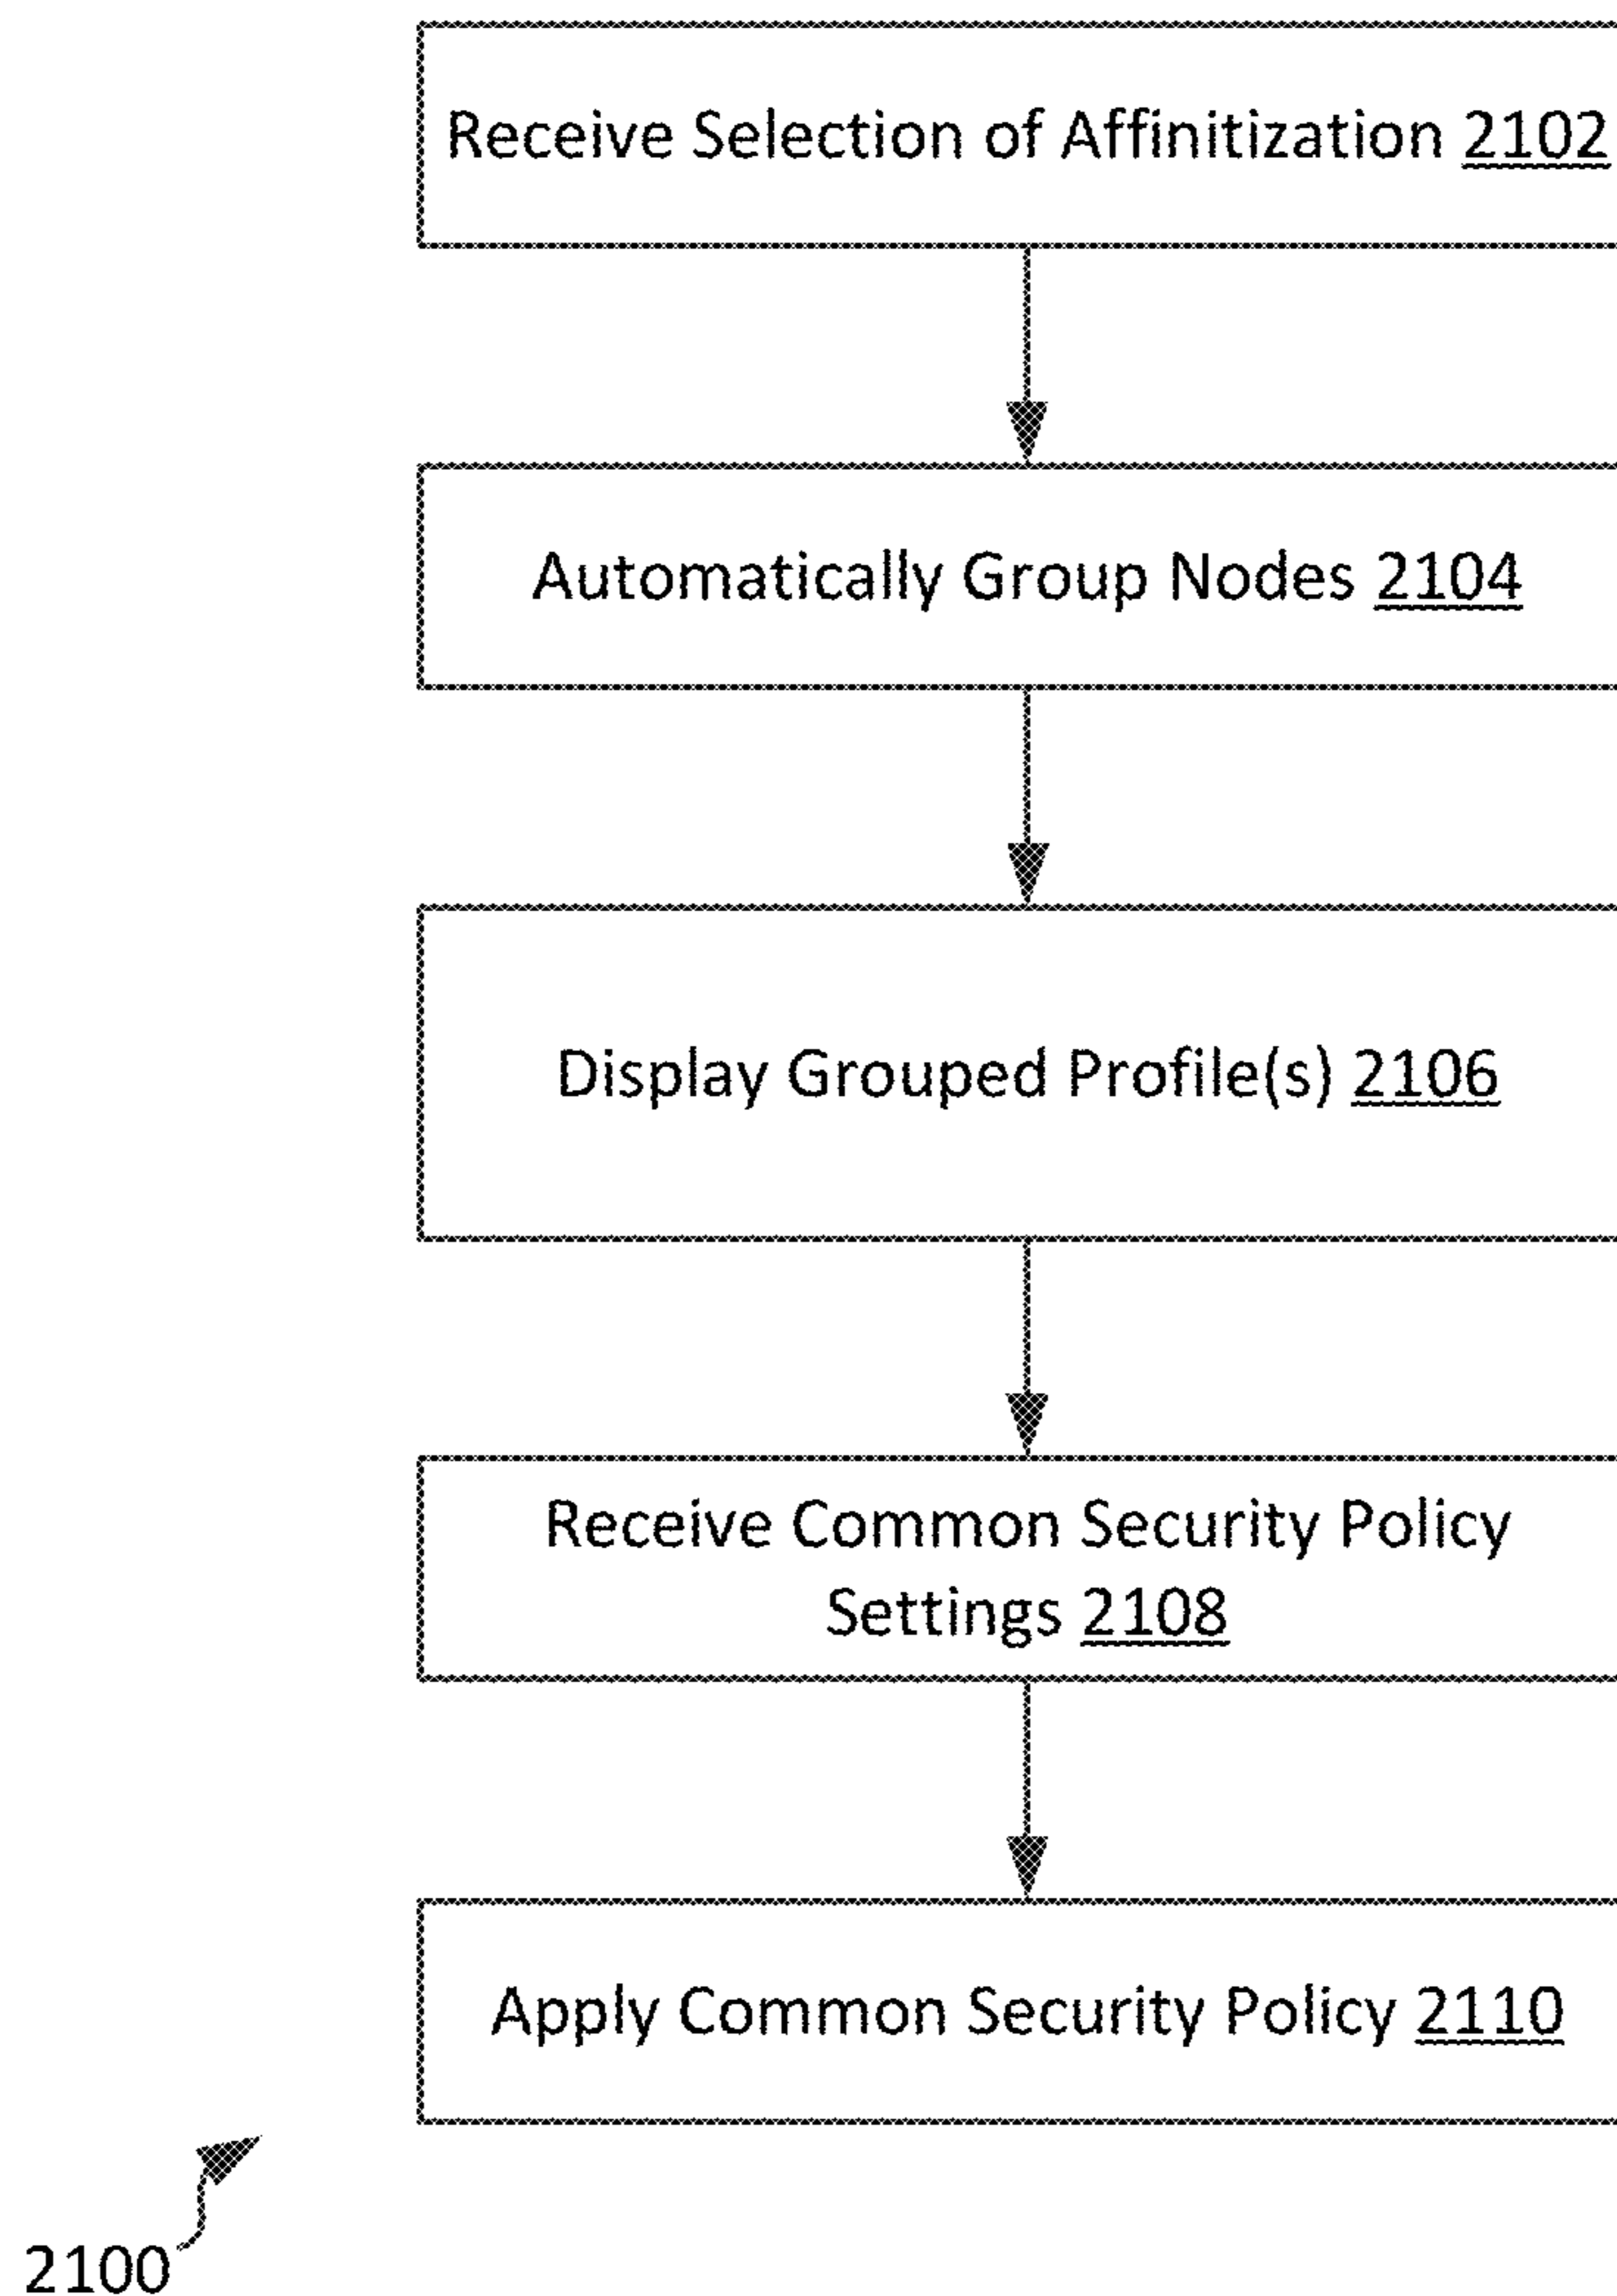 Receive Selection of Affinitization 2102
Automatically Group Nodes 2104
Display Grouped Profile(s) 2106
Receive Common Security Policy
Settings 2108
Apply Common Security Policy 2110
2100